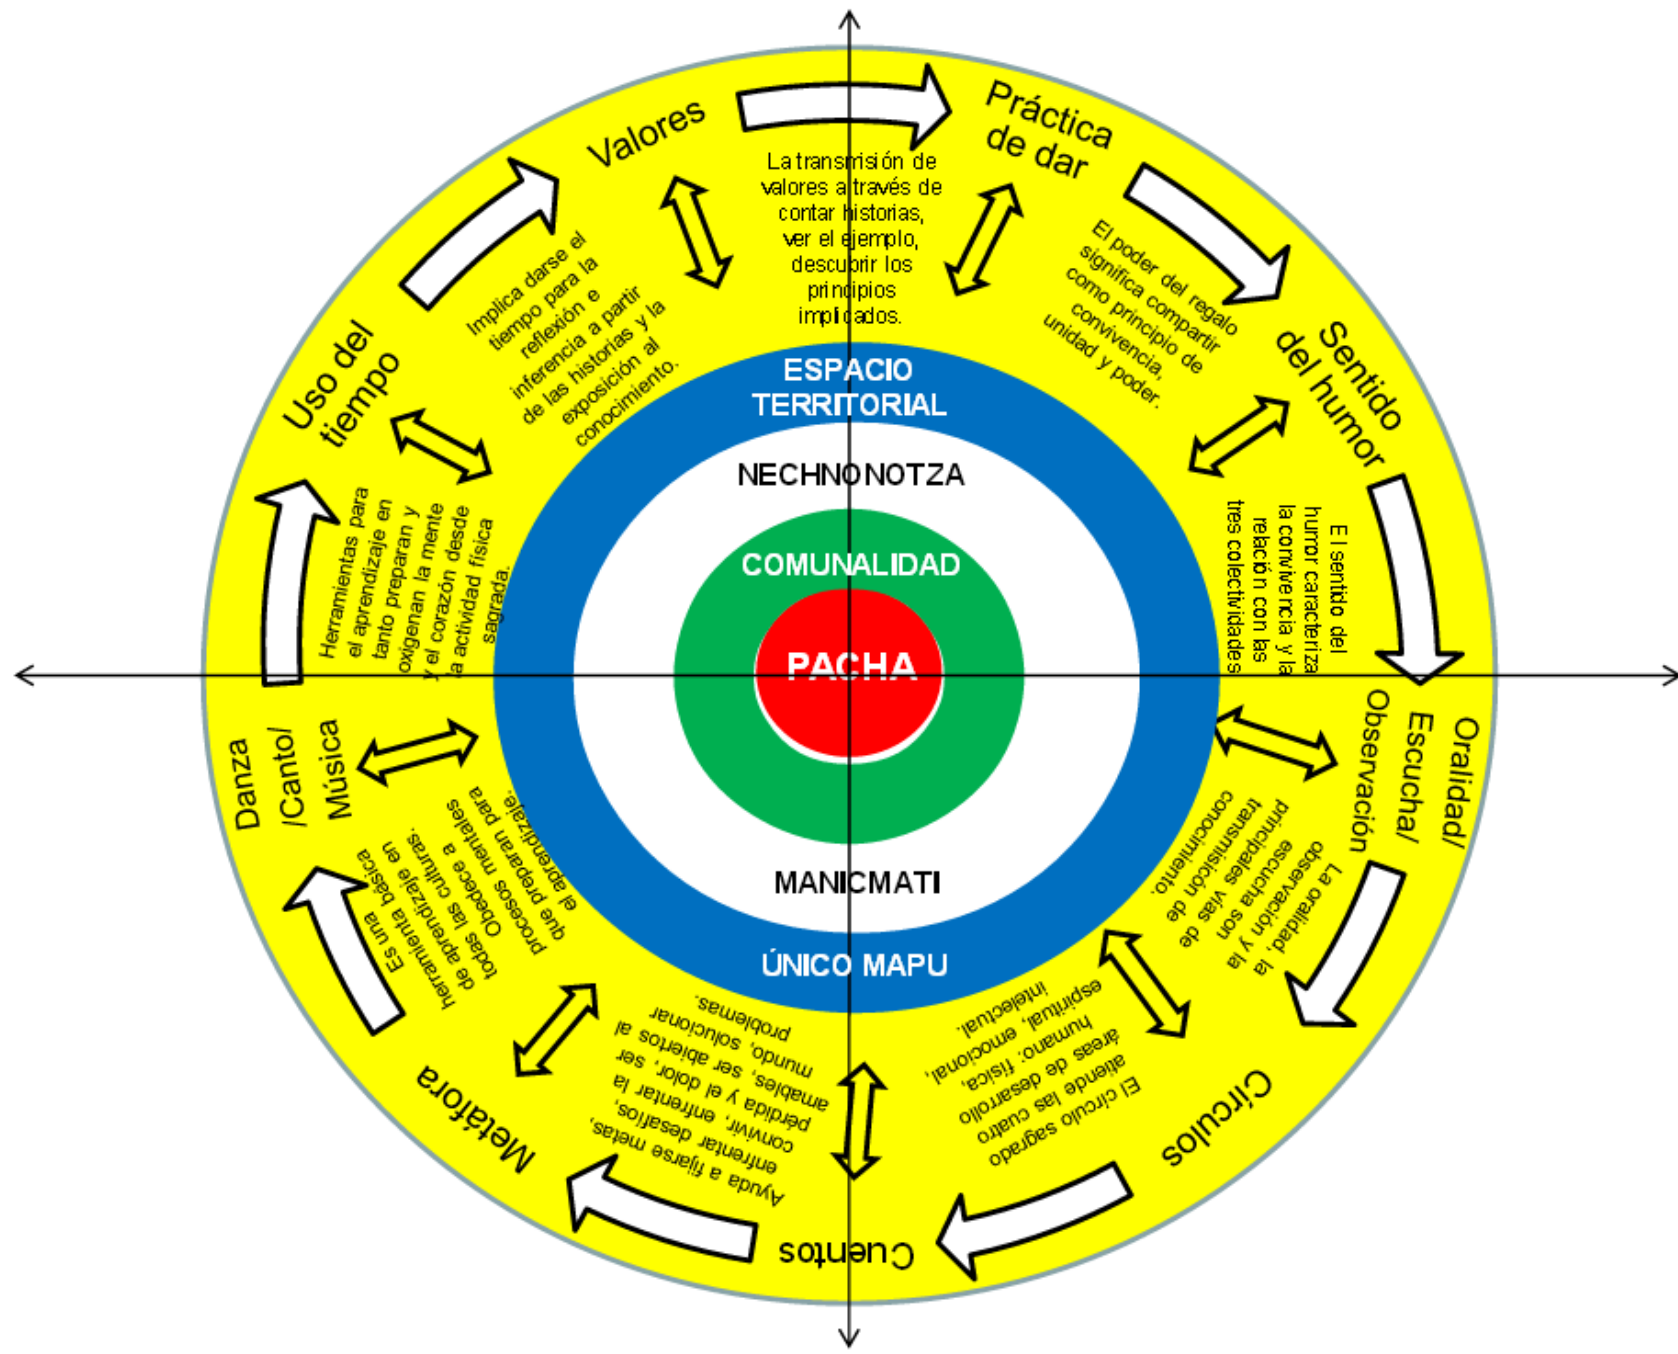 Valores
La transmisión de
valores a través de
contar historias,
ver el ejemplo,
descubrir los
principios
implicados.
Práctica
de dar
El poder del regalo
significa compartir
como principio de
convivencia,
unidad y poder.
Sentido
del humor
El sentido del
humor caracteriza
la convivencia y la
relación con las
tres colectividades
Oralidad/
Escucha/
Observación
La oralidad, la
observación y la
escucha son
principales vías de
transmisión de
conocimiento.
Círculos
El círculo sagrado
atiende las cuatro
áreas de desarrollo
humano: física,
espiritual, emocional,
intelectual.
Cuentos
Ayuda a fijarse metas,
enfrentar desafíos,
convivir, enfrentar la
pérdida y el dolor, ser
amables, ser abiertos al
mundo, solucionar
problemas.
Metáfora
Es una
herramienta básica
de aprendizaje en
todas las culturas.
Obedece a
procesos mentales
que preparan para
el aprendizaje.
Danza
/Canto/
Música
Herramientas para
el aprendizaje en
tanto preparan y
oxigenan la mente
y el corazón desde
la actividad física
sagrada.
Uso del
tiempo
Implica darse el
tiempo para la
reflexión e
inferencia a partir
de las historias y la
exposición al
conocimiento.
ESPACIO
TERRITORIAL
NECHNONOTZA
COMUNALIDAD
PACHA
MANICMATI
ÚNICO MAPU